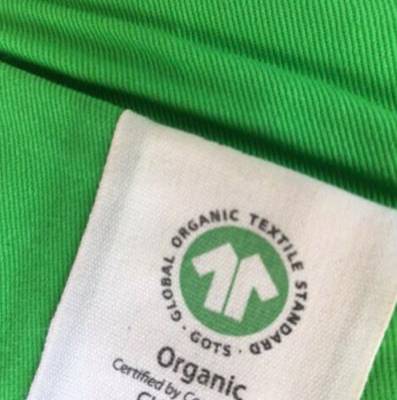 GLOBAL ORGANIC TEXTILE STANDARD · GOTS ·
Organic
Certified by